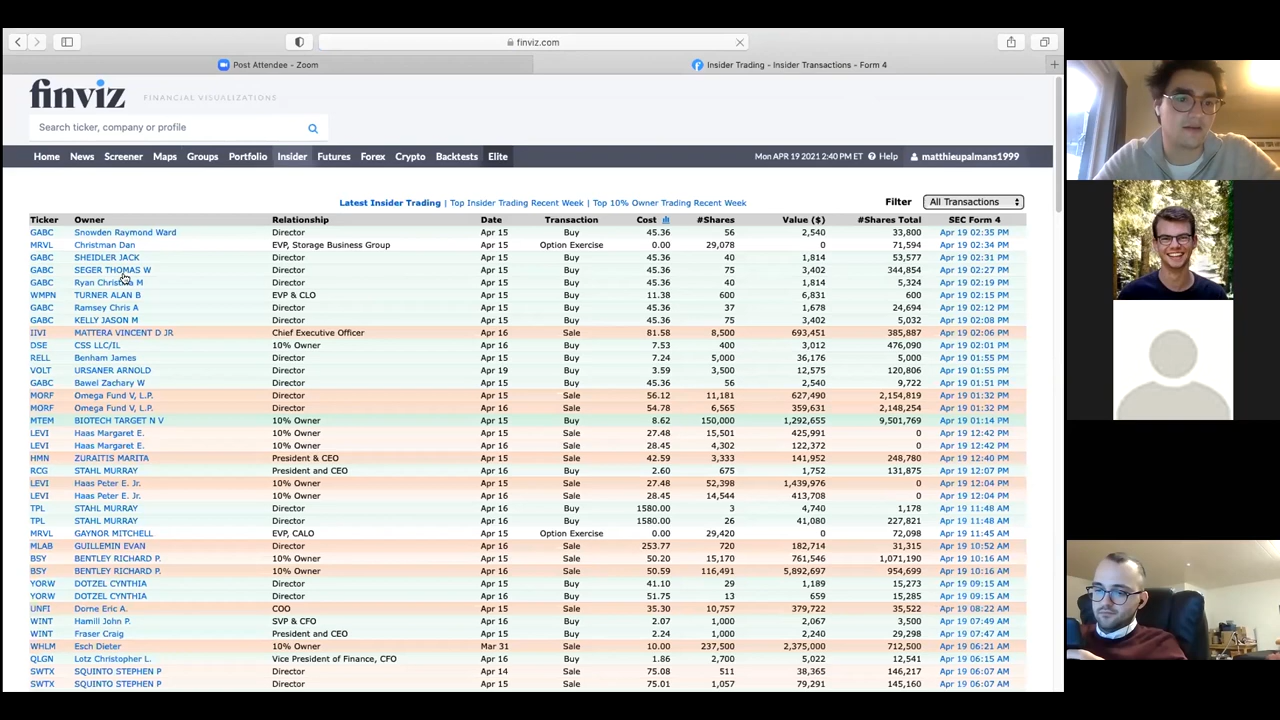 finviz.com
Post Attendee - Zoom
Insider Trading - Insider Transactions - Form 4
finviz FINANCIAL VISUALIZATIONS
Search ticker, company or profile
Home News Screener Maps Groups Portfolio Insider Futures Forex Crypto Backtests Elite Mon APR 19 2021 2:40 PM ET Help matthieupalmans1999
Latest Insider Trading | Top Insider Trading Recent Week | Top 10% Owner Trading Recent Week Filter All Transactions
Ticker Owner Relationship Date Transaction Cost #Shares Value ($) #Shares Total SEC Form 4
GABC Snowden Raymond Ward Director Apr 15 Buy 45.36 56 2,540 33,800 Apr 19 02:35 PM
MRVL Christman Dan EVP, Storage Business Group Apr 15 Option Exercise 0.00 29,078 0 71,594 Apr 19 02:34 PM
GABC SHEIDLER JACK Director Apr 15 Buy 45.36 40 1,814 53,577 Apr 19 02:31 PM
GABC SEGER THOMAS W Director Apr 15 Buy 45.36 75 3,402 344,854 Apr 19 02:27 PM
GABC Ryan M Director Apr 15 Buy 45.36 40 1,814 5,324 Apr 19 02:19 PM
WMPN TURNER ALAN B EVP & CLO Apr 15 Buy 11.38 600 6,831 600 Apr 19 02:15 PM
GABC Ramsey Chris A Director Apr 15 Buy 45.36 37 1,678 24,694 Apr 19 02:12 PM
GABC KELLY JASON M Director Apr 15 Buy 45.36 75 3,402 5,032 Apr 19 02:08 PM
IIVI MATTERA VINCENT D JR Chief Executive Officer Apr 16 Sale 81.58 8,500 693,451 385,887 Apr 19 02:06 PM
DSE CSS LLC/IL 10% Owner Apr 16 Buy 7.53 400 3,012 476,090 Apr 19 02:01 PM
RELL Benham James Director Apr 15 Buy 7.24 5,000 36,176 5,000 Apr 19 01:55 PM
VOLT URSANER ARNOLD Director Apr 19 Buy 3.59 3,500 12,575 120,806 Apr 19 01:55 PM
GABC Bawel Zachary W Director Apr 15 Buy 45.36 56 2,540 9,722 Apr 19 01:51 PM
MORF Omega Fund V, L.P. Director Apr 15 Sale 56.12 11,181 627,490 2,154,819 Apr 19 01:32 PM
MORF Omega Fund V, L.P. Director Apr 16 Sale 54.78 6,565 359,631 2,148,254 Apr 19 01:32 PM
MTEM BIOTECH TARGET N V 10% Owner Apr 15 Buy 8.62 150,000 1,292,655 9,501,769 Apr 19 01:14 PM
LEVI Haas Margaret E. 10% Owner Apr 15 Sale 27.48 15,501 425,991 0 Apr 19 12:42 PM
LEVI Haas Margaret E. 10% Owner Apr 16 Sale 28.45 4,302 122,372 0 Apr 19 12:42 PM
HMN ZURAITIS MARITA President & CEO Apr 15 Sale 42.59 3,333 141,952 248,780 Apr 19 12:40 PM
RCG STAHL MURRAY President and CEO Apr 16 Buy 2.60 675 1,752 131,875 Apr 19 12:07 PM
LEVI Haas Peter E. Jr. 10% Owner Apr 15 Sale 27.48 52,398 1,439,976 0 Apr 19 12:04 PM
LEVI Haas Peter E. Jr. 10% Owner Apr 16 Sale 28.45 14,544 413,708 0 Apr 19 12:04 PM
TPL STAHL MURRAY Director Apr 16 Buy 1580.00 3 4,740 1,178 Apr 19 11:48 AM
TPL STAHL MURRAY Director Apr 16 Buy 1580.00 26 41,080 227,821 Apr 19 11:48 AM
MRVL GAYNOR MITCHELL EVP, CALO Apr 15 Option Exercise 0.00 29,420 0 72,098 Apr 19 11:45 AM
MLAB GUILLEMIN EVAN Director Apr 16 Sale 253.77 720 182,714 31,315 Apr 19 10:52 AM
BSY BENTLEY RICHARD P. 10% Owner Apr 15 Sale 50.20 15,170 761,546 1,071,190 Apr 19 10:16 AM
BSY BENTLEY RICHARD P. 10% Owner Apr 16 Sale 50.59 116,491 5,892,697 954,699 Apr 19 10:16 AM
YORW DOTZEL CYNTHIA Director Apr 15 Buy 41.10 29 1,189 15,273 Apr 19 09:15 AM
YORW DOTZEL CYNTHIA Director Apr 15 Buy 51.75 13 659 15,285 Apr 19 09:15 AM
UNFI Dorne Eric A. COO Apr 15 Sale 35.30 10,757 379,722 35,522 Apr 19 08:22 AM
WINT Hamill John P. SVP & CFO Apr 16 Buy 2.07 1,000 2,067 3,500 Apr 19 07:49 AM
WINT Fraser Craig President and CEO Apr 15 Buy 2.24 1,000 2,240 29,298 Apr 19 07:47 AM
WHLM Esch Dieter 10% Owner Mar 31 Sale 10.00 237,500 2,375,000 712,500 Apr 19 06:21 AM
QLGN Lotz Christopher L. Vice President of Finance, CFO Apr 16 Buy 1.86 2,700 5,022 12,541 Apr 19 06:15 AM
SWTX SQUINTO STEPHEN P Director Apr 14 Sale 75.08 511 38,365 146,217 Apr 19 06:07 AM
SWTX SQUINTO STEPHEN P Director Apr 15 Sale 75.01 1,057 79,291 145,160 Apr 19 06:07 AM